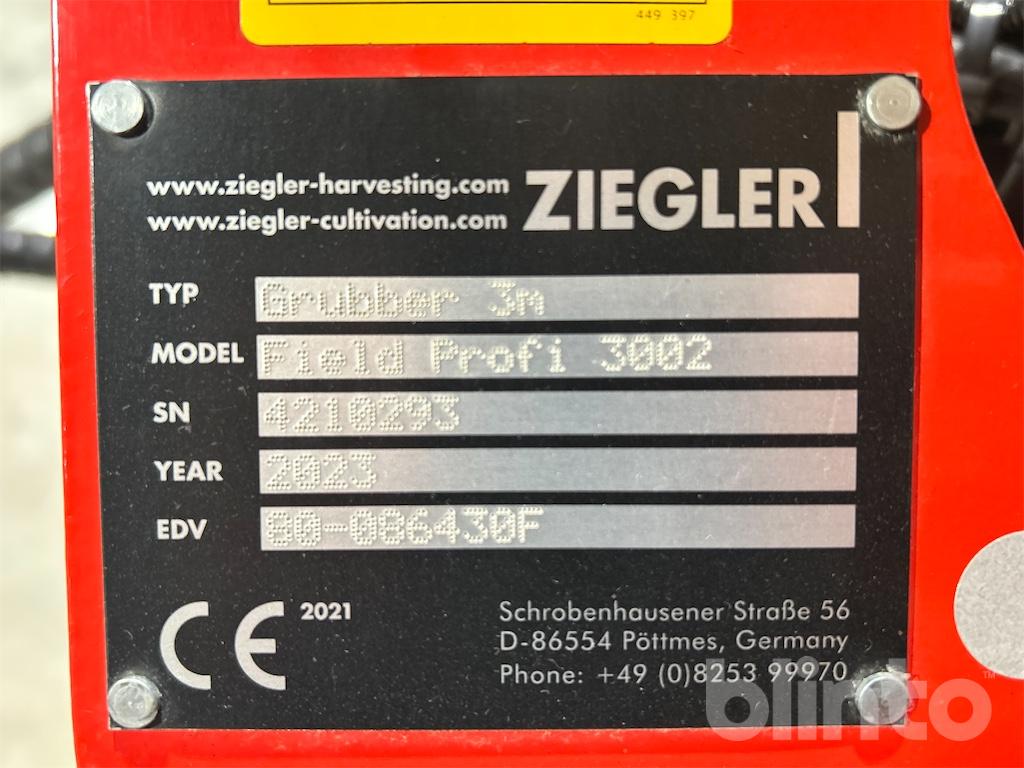 449 397
www.ziegler-harvesting.com
www.ziegler-cultivation.com
ZIEGLER
TYP Grubber 3m
MODEL Field Profi 3002
SN 4210293
YEAR 2023
EDV 80-086430F
CE 2021
Schrobenhausener Straße 56
D-86554 Pöttmes, Germany
Phone: +49 (0)8253 99970
blinto™